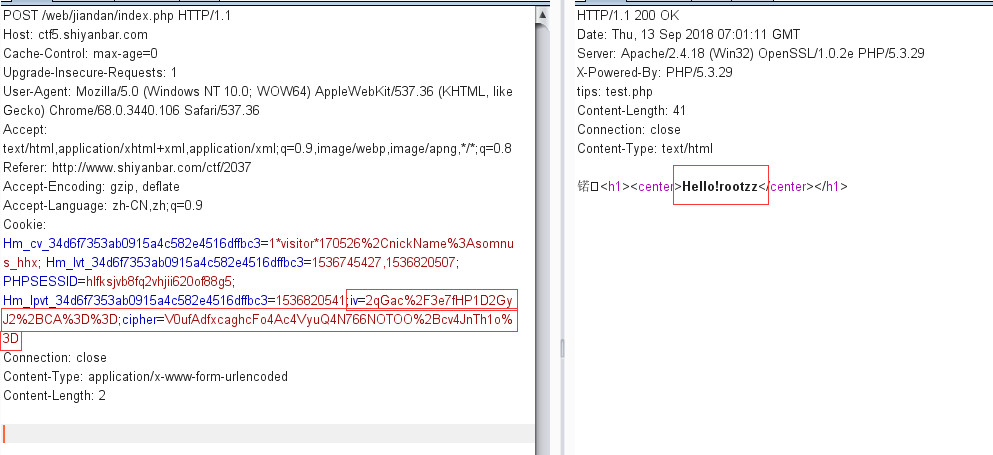 POST /web/jiandan/index.php HTTP/1.1
Host: ctf5.shiyanbar.com
Cache-Control: max-age=0
Upgrade-Insecure-Requests: 1
User-Agent: Mozilla/5.0 (Windows NT 10.0; WOW64) AppleWebKit/537.36 (KHTML, like
Gecko) Chrome/68.0.3440.106 Safari/537.36
Accept:
text/html,application/xhtml+xml,application/xml;q=0.9,image/webp,image/apng,*/*;q=0.8
Referer: http://www.shiyanbar.com/ctf/2037
Accept-Encoding: gzip, deflate
Accept-Language: zh-CN,zh;q=0.9
Cookie:
Hm_cv_34d6f7353ab0915a4c582e4516dffbc3=1*visitor*170526%2CnickName%3Asomnu
s_hhx; Hm_lvt_34d6f7353ab0915a4c582e4516dffbc3=1536745427,1536820507;
PHPSESSID=hlfksjvb8fq2vhjii620of88g5;
Hm_lpvt_34d6f7353ab0915a4c582e4516dffbc3=1536820541;iv=2qGac%2F3e7fHP1D2Gy
J2%2BCA%3D%3D;cipher=V0ufAdfxcaghcFo4Ac4VyuQ4N766NOTOO%2Bcv4JnTh1o%
3D
Connection: close
Content-Type: application/x-www-form-urlencoded
Content-Length: 2
HTTP/1.1 200 OK
Date: Thu, 13 Sep 2018 07:01:11 GMT
Server: Apache/2.4.18 (Win32) OpenSSL/1.0.2e PHP/5.3.29
X-Powered-By: PHP/5.3.29
tips: test.php
Content-Length: 41
Connection: close
Content-Type: text/html
锘<h1><center>Hello!rootzz</center></h1>